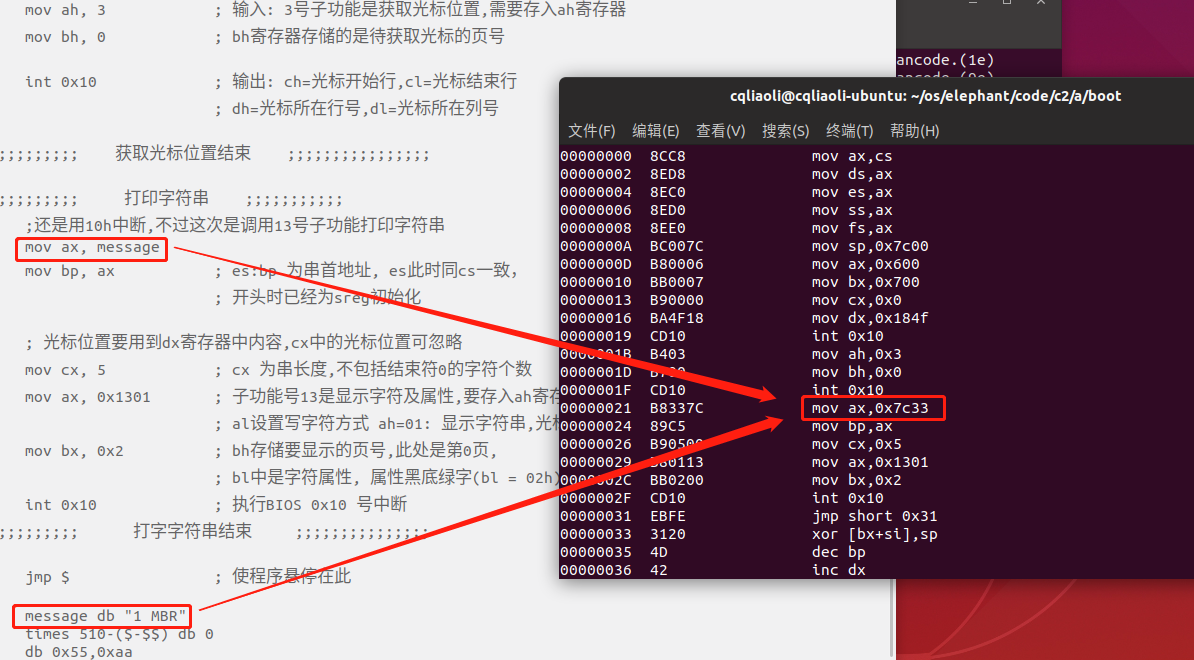 mov ah, 3 ; 输入: 3号子功能是获取光标位置,需要存入ah寄存器
mov bh, 0 ; bh寄存器存储的是待获取光标的页号
int 0x10 ; 输出: ch=光标开始行,cl=光标结束行
; dh=光标所在行号,dl=光标所在列号
;;;;;;;;; 获取光标位置结束 ;;;;;;;;;;;;;;;;
;;;;;;;;; 打印字符串 ;;;;;;;;;;;
;还是用10h中断,不过这次是调用13号子功能打印字符串
mov ax, message
mov bp, ax ; es:bp 为串首地址, es此时同cs一致,
; 开头时已经为sreg初始化
; 光标位置要用到dx寄存器中内容,cx中的光标位置可忽略
mov cx, 5 ; cx 为串长度,不包括结束符0的字符个数
mov ax, 0x1301 ; 子功能号13是显示字符及属性,要存入ah寄存
; al设置写字符方式 ah=01: 显示字符串,光标
mov bx, 0x2 ; bh存储要显示的页号,此处是第0页,
; bl中是字符属性, 属性黑底绿字(bl = 02h)
int 0x10 ; 执行BIOS 0x10 号中断
;;;;;;;;; 打字字符串结束 ;;;;;;;;;;;;;;;
jmp $ ; 使程序悬停在此
message db "1 MBR"
times 510-($-$$) db 0
db 0x55,0xaa
ancode.(1e)
cqliaoli@cqliaoli-ubuntu: ~/os/elephant/code/c2/a/boot
文件(F) 编辑(E) 查看(V) 搜索(S) 终端(T) 帮助(H)
00000000 8CC8 mov ax,cs
00000002 8ED8 mov ds,ax
00000004 8EC0 mov es,ax
00000006 8ED0 mov ss,ax
00000008 8EE0 mov fs,ax
0000000A BC007C mov sp,0x7c00
0000000D B80006 mov ax,0x600
00000010 BB0007 mov bx,0x700
00000013 B90000 mov cx,0x0
00000016 BA4F18 mov dx,0x184f
00000019 CD10 int 0x10
0000001B B403 mov ah,0x3
0000001D B700 mov bh,0x0
0000001F CD10 int 0x10
00000021 B8337C mov ax,0x7c33
00000024 89C5 mov bp,ax
00000026 B90500 mov cx,0x5
00000029 B80113 mov ax,0x1301
0000002C BB0200 mov bx,0x2
0000002F CD10 int 0x10
00000031 EBFE jmp short 0x31
00000033 3120 xor [bx+si],sp
00000035 4D dec bp
00000036 42 inc dx